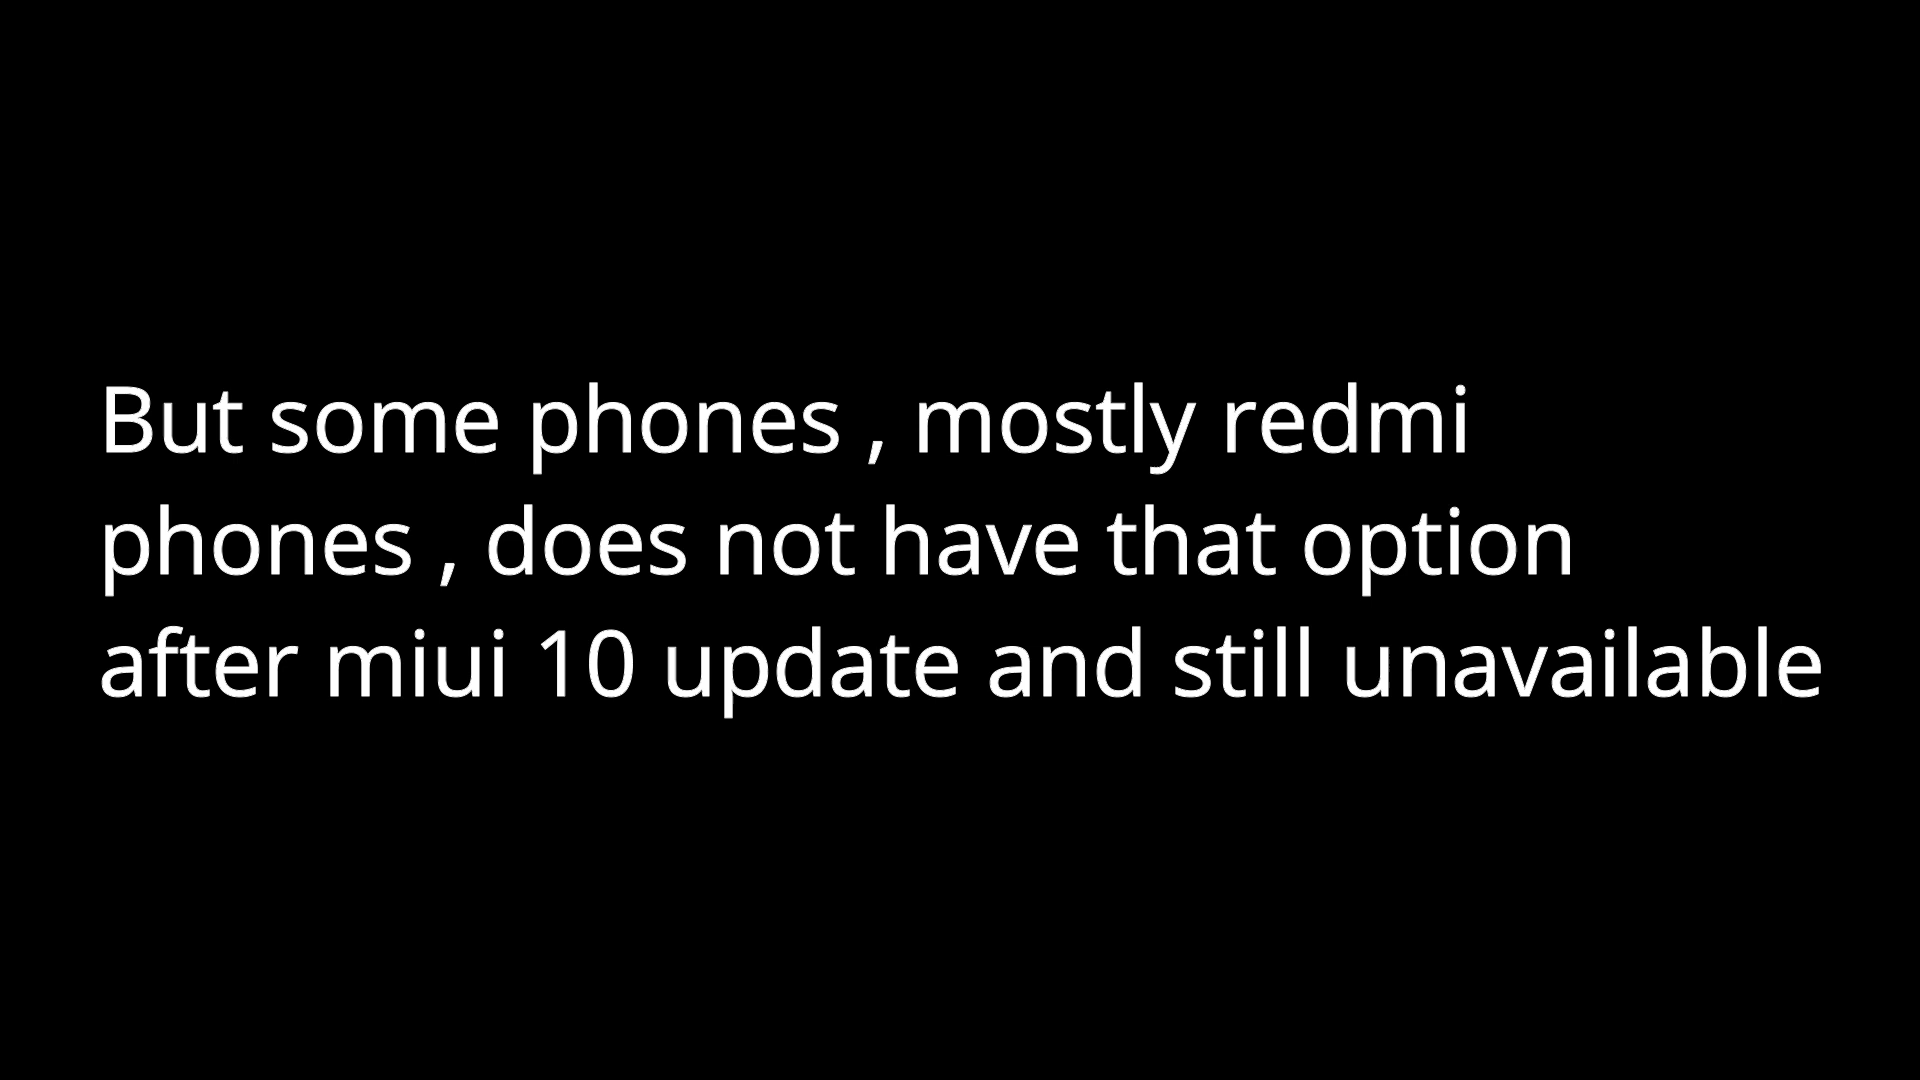 But some phones , mostly redmi
phones , does not have that option
after miui 10 update and still unavailable